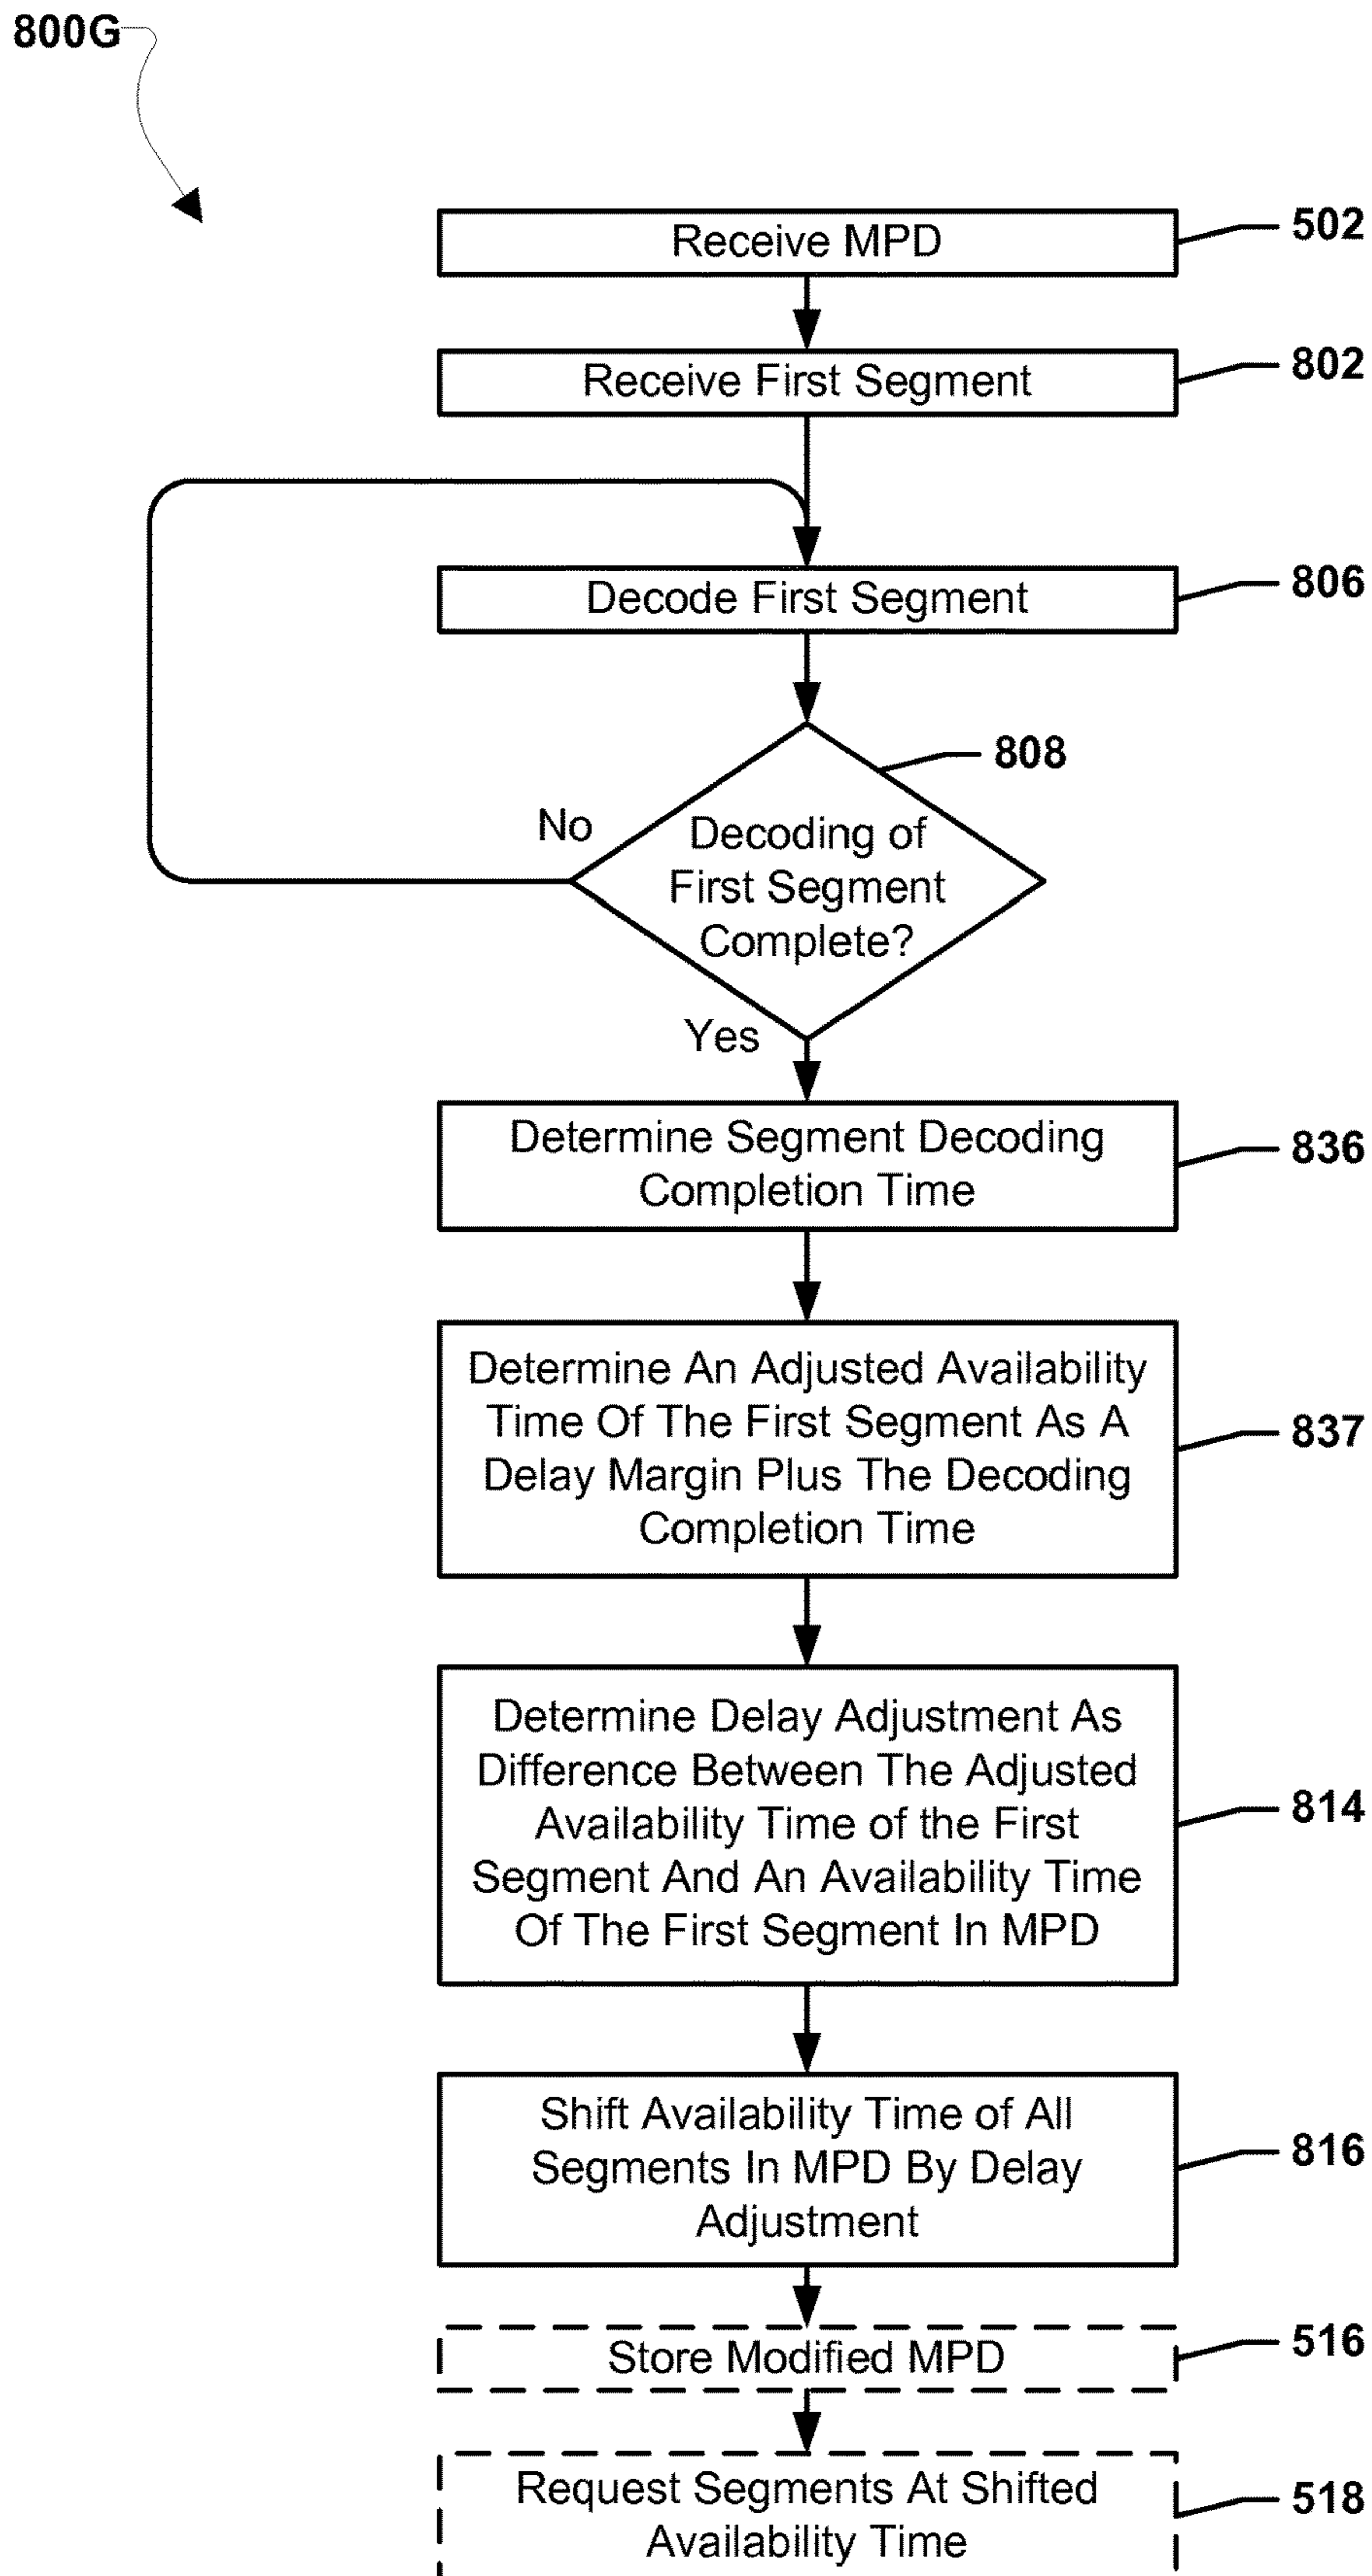 800G
Receive MPD
502
Receive First Segment
802
Decode First Segment
806
808
No
Decoding of
First Segment
Complete?
Yes
Determine Segment Decoding
Completion Time
836
Determine An Adjusted Availability
Time Of The First Segment As A
Delay Margin Plus The Decoding
Completion Time
837
Determine Delay Adjustment As
Difference Between The Adjusted
Availability Time of the First
Segment And An Availability Time
Of The First Segment In MPD
814
Shift Availability Time of All
Segments In MPD By Delay
Adjustment
816
Store Modified MPD
516
Request Segments At Shifted
Availability Time
518